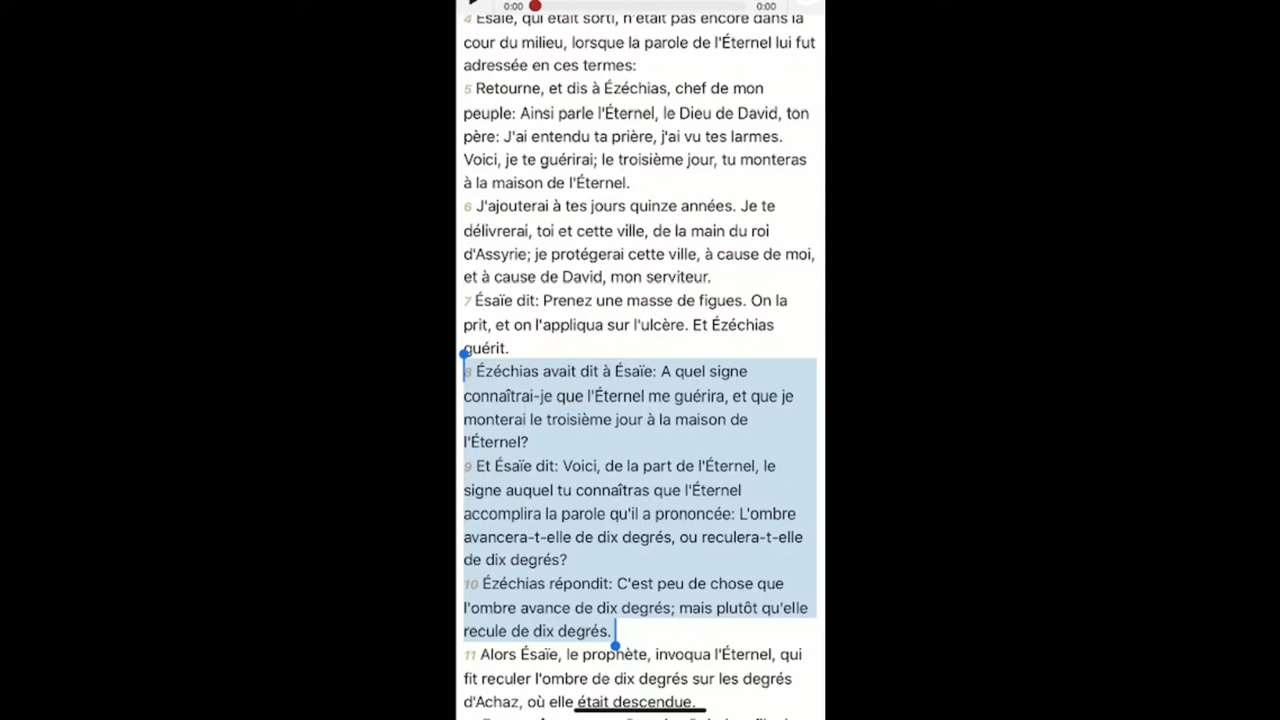 0:00 0:00
4 Ésaïe, qui était sorti, n'était pas encore dans la
cour du milieu, lorsque la parole de l'Éternel lui fut
adressée en ces termes:
5 Retourne, et dis à Ézéchias, chef de mon
peuple: Ainsi parle l'Éternel, le Dieu de David, ton
père: J'ai entendu ta prière, j'ai vu tes larmes.
Voici, je te guérirai; le troisième jour, tu monteras
à la maison de l'Éternel.
6 J'ajouterai à tes jours quinze années. Je te
délivrerai, toi et cette ville, de la main du roi
d'Assyrie; je protégerai cette ville, à cause de moi,
et à cause de David, mon serviteur.
7 Ésaïe dit: Prenez une masse de figues. On la
prit, et on l'appliqua sur l'ulcère. Et Ézéchias
guérit.
8 Ézéchias avait dit à Ésaïe: A quel signe
connaîtrai-je que l'Éternel me guérira, et que je
monterai le troisième jour à la maison de
l'Éternel?
9 Et Ésaïe dit: Voici, de la part de l'Éternel, le
signe auquel tu connaîtras que l'Éternel
accomplira la parole qu'il a prononcée: L'ombre
avancera-t-elle de dix degrés, ou reculera-t-elle
de dix degrés?
10 Ézéchias répondit: C'est peu de chose que
l'ombre avance de dix degrés; mais plutôt qu'elle
recule de dix degrés.
11 Alors Ésaïe, le prophète, invoqua l'Éternel, qui
fit reculer l'ombre de dix degrés sur les degrés
d'Achaz, où elle était descendue.